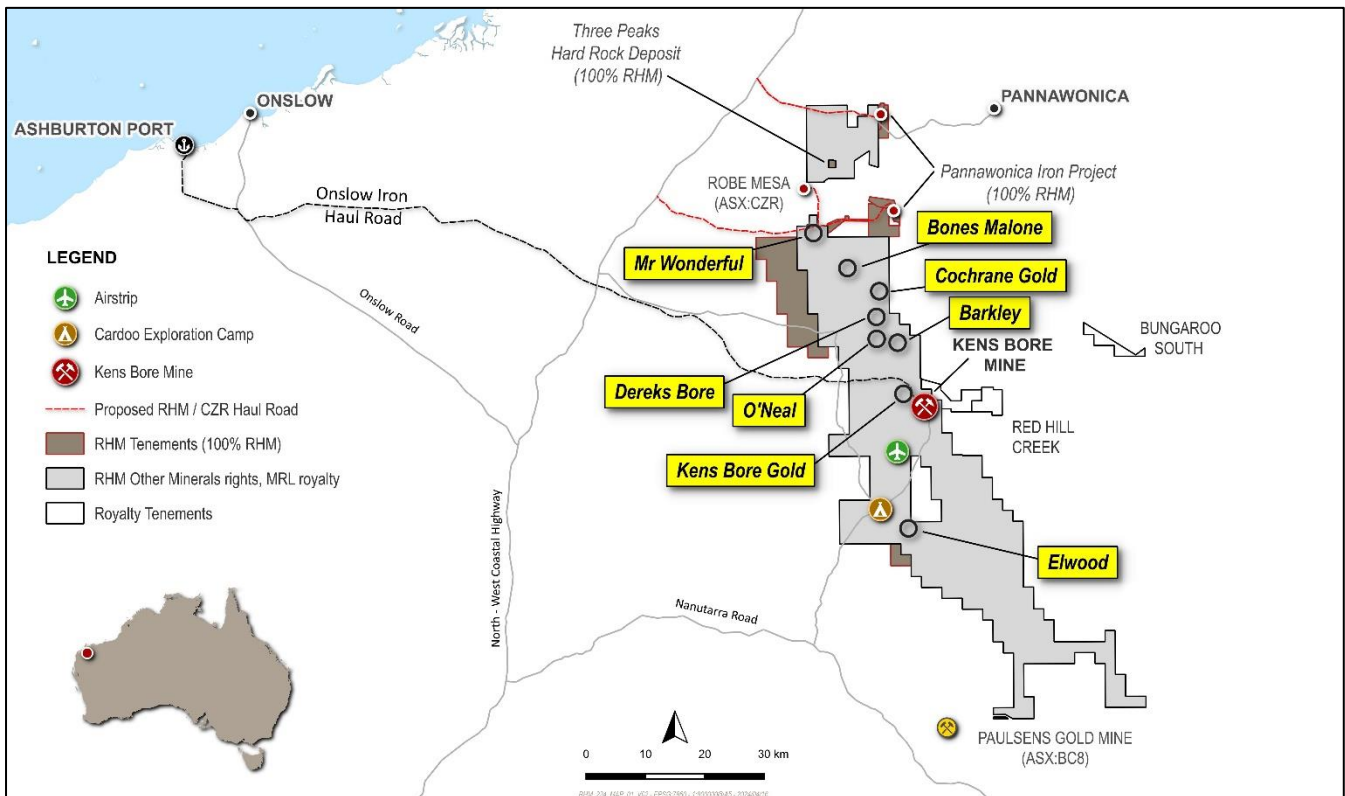 Three Peaks
Hard Rock Deposit
(100% RHM)
ONSLOW
PANNAWONICA
ASHBURTON PORT
Pannawonica Iron Project
(100% RHM)
ROBE MESA
(ASX:CZR)
Onslow Iron
Haul Road
Bones Malone
Mr Wonderful
Cochrane Gold
Barkley
KENS BORE
MINE
BUNGAROO
SOUTH
Dereks Bore
O'Neal
RED HILL
CREEK
Kens Bore Gold
Elwood
LEGEND
Airstrip
Cardoo Exploration Camp
Kens Bore Mine
Proposed RHM / CZR Haul Road
RHM Tenements (100% RHM)
RHM Other Minerals rights, MRL royalty
Royalty Tenements
Onslow Road
North - West Coastal Highway
Nanutarra Road
PAULSENS GOLD MINE
(ASX:BC8)
0 10 20 30 km